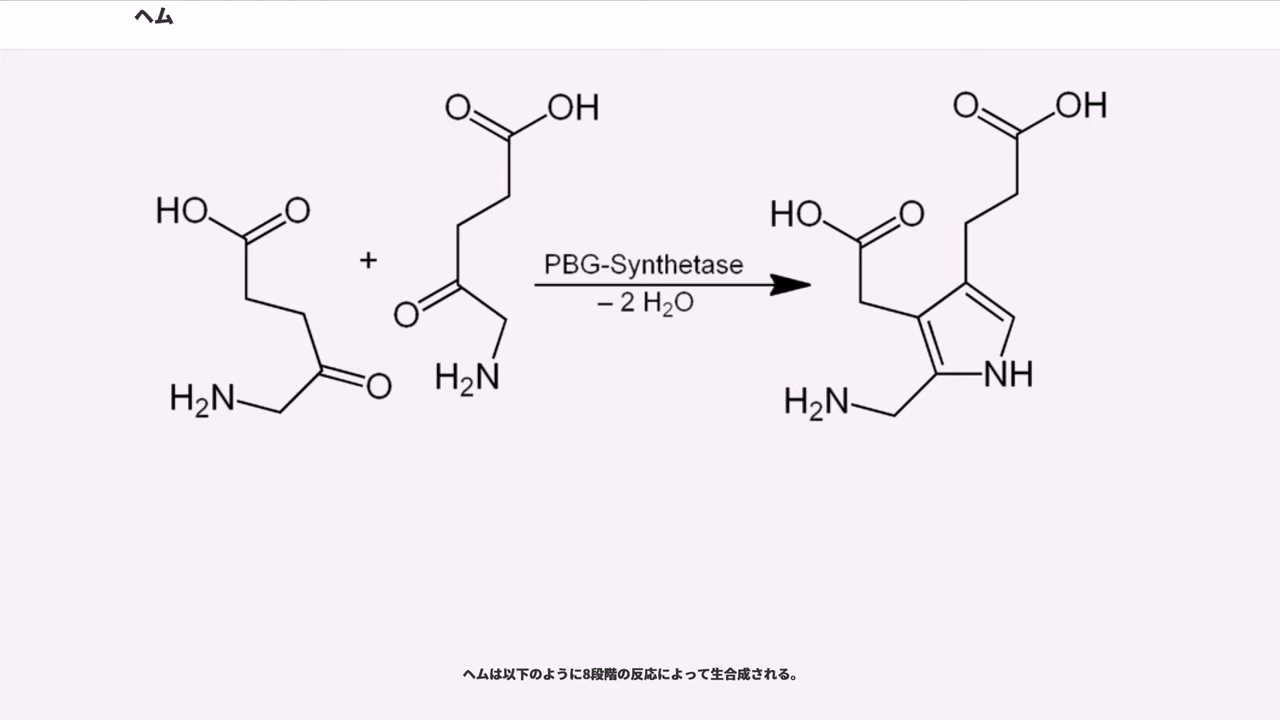 ヘム
O
OH
HO
O
+
O
H₂N
H₂N
O
PBG-Synthetase
– 2 H₂O
O
OH
HO
O
NH
H₂N
ヘムは以下のように8段階の反応によって生合成される。